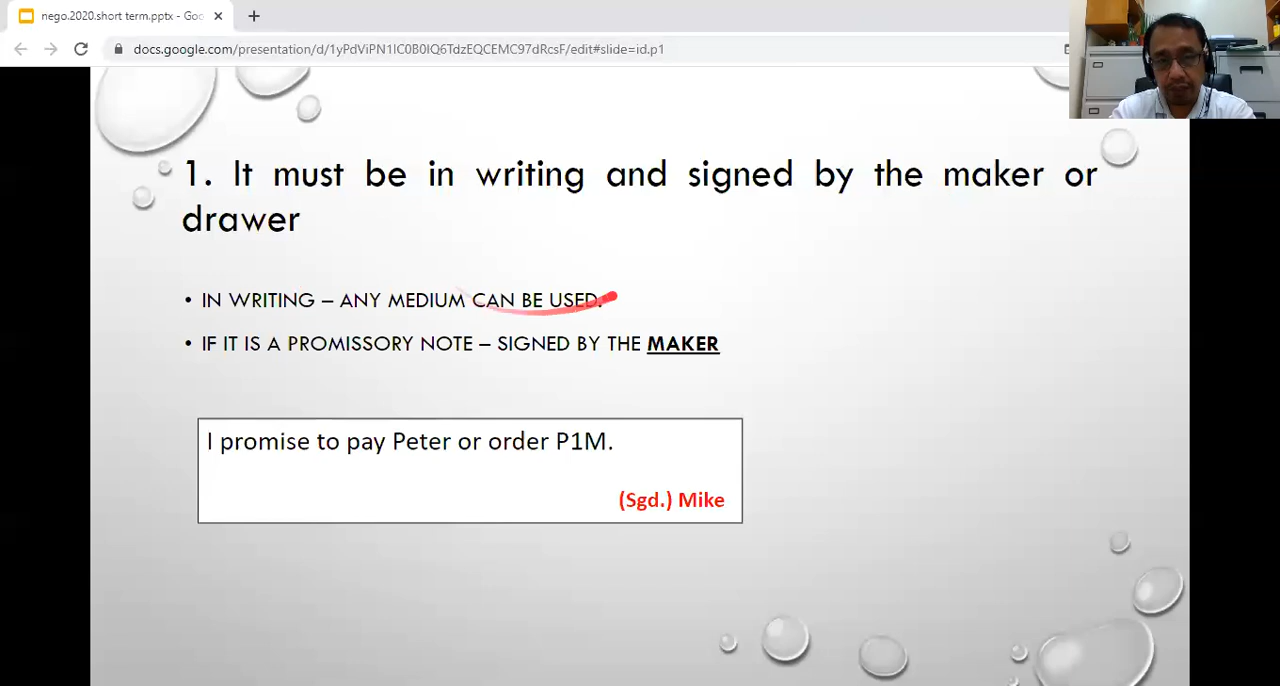 nego.2020.short term.pptx - Goo
docs.google.com/presentation/d/1yPdViPN1IC0B0IQ6TdzEQCEMC97dRcsF/edit#slide=id.p1
1. It must be in writing and signed by the maker or
drawer
• IN WRITING – ANY MEDIUM CAN BE USED.
• IF IT IS A PROMISSORY NOTE – SIGNED BY THE MAKER
I promise to pay Peter or order P1M.
(Sgd.) Mike